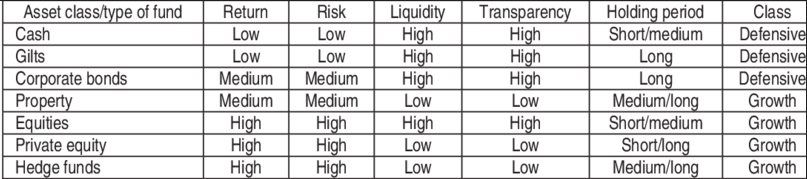 Asset class/type of fund Return Risk Liquidity Transparency Holding period Class
Cash Low Low High High Short/medium Defensive
Gilts Low Low High High Long Defensive
Corporate bonds Medium Medium High High Long Defensive
Property Medium Medium Low Low Medium/long Growth
Equities High High High High Short/medium Growth
Private equity High High Low Low Short/long Growth
Hedge funds High High Low Low Medium/long Growth